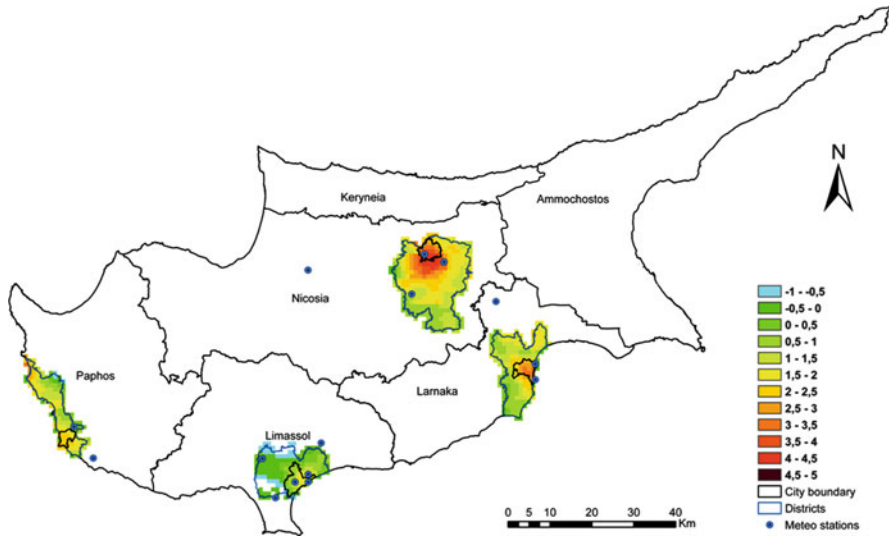 N
Keryneia
Ammochostos
Nicosia
Paphos
Larnaka
Limassol
-1 - -0,5
-0,5 - 0
0 - 0,5
0,5 - 1
1 - 1,5
1,5 - 2
2 - 2,5
2,5 - 3
3 - 3,5
3,5 - 4
4 - 4,5
4,5 - 5
City boundary
Districts
Meteo stations
0 5 10 20 30 40
Km